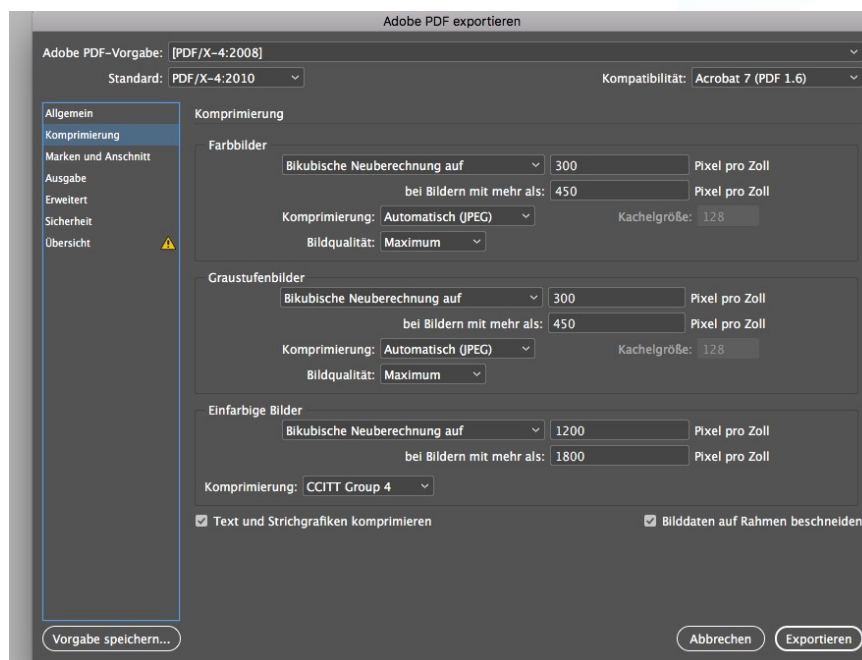 Adobe PDF exportieren
Adobe PDF-Vorgabe: [PDF/X-4:2008]
Standard: PDF/X-4:2010 Kompatibilität: Acrobat 7 (PDF 1.6)
Allgemein
Komprimierung
Marken und Anschnitt
Ausgabe
Erweitert
Sicherheit
Übersicht
Komprimierung
Farbbilder
Bikubische Neuberechnung auf 300 Pixel pro Zoll
bei Bildern mit mehr als: 450 Pixel pro Zoll
Komprimierung: Automatisch (JPEG) Kachelgröße: 128
Bildqualität: Maximum
Graustufenbilder
Bikubische Neuberechnung auf 300 Pixel pro Zoll
bei Bildern mit mehr als: 450 Pixel pro Zoll
Komprimierung: Automatisch (JPEG) Kachelgröße: 128
Bildqualität: Maximum
Einfarbige Bilder
Bikubische Neuberechnung auf 1200 Pixel pro Zoll
bei Bildern mit mehr als: 1800 Pixel pro Zoll
Komprimierung: CCITT Group 4
Text und Strichgrafiken komprimieren Bilddaten auf Rahmen beschneiden
Vorgabe speichern... Abbrechen Exportieren